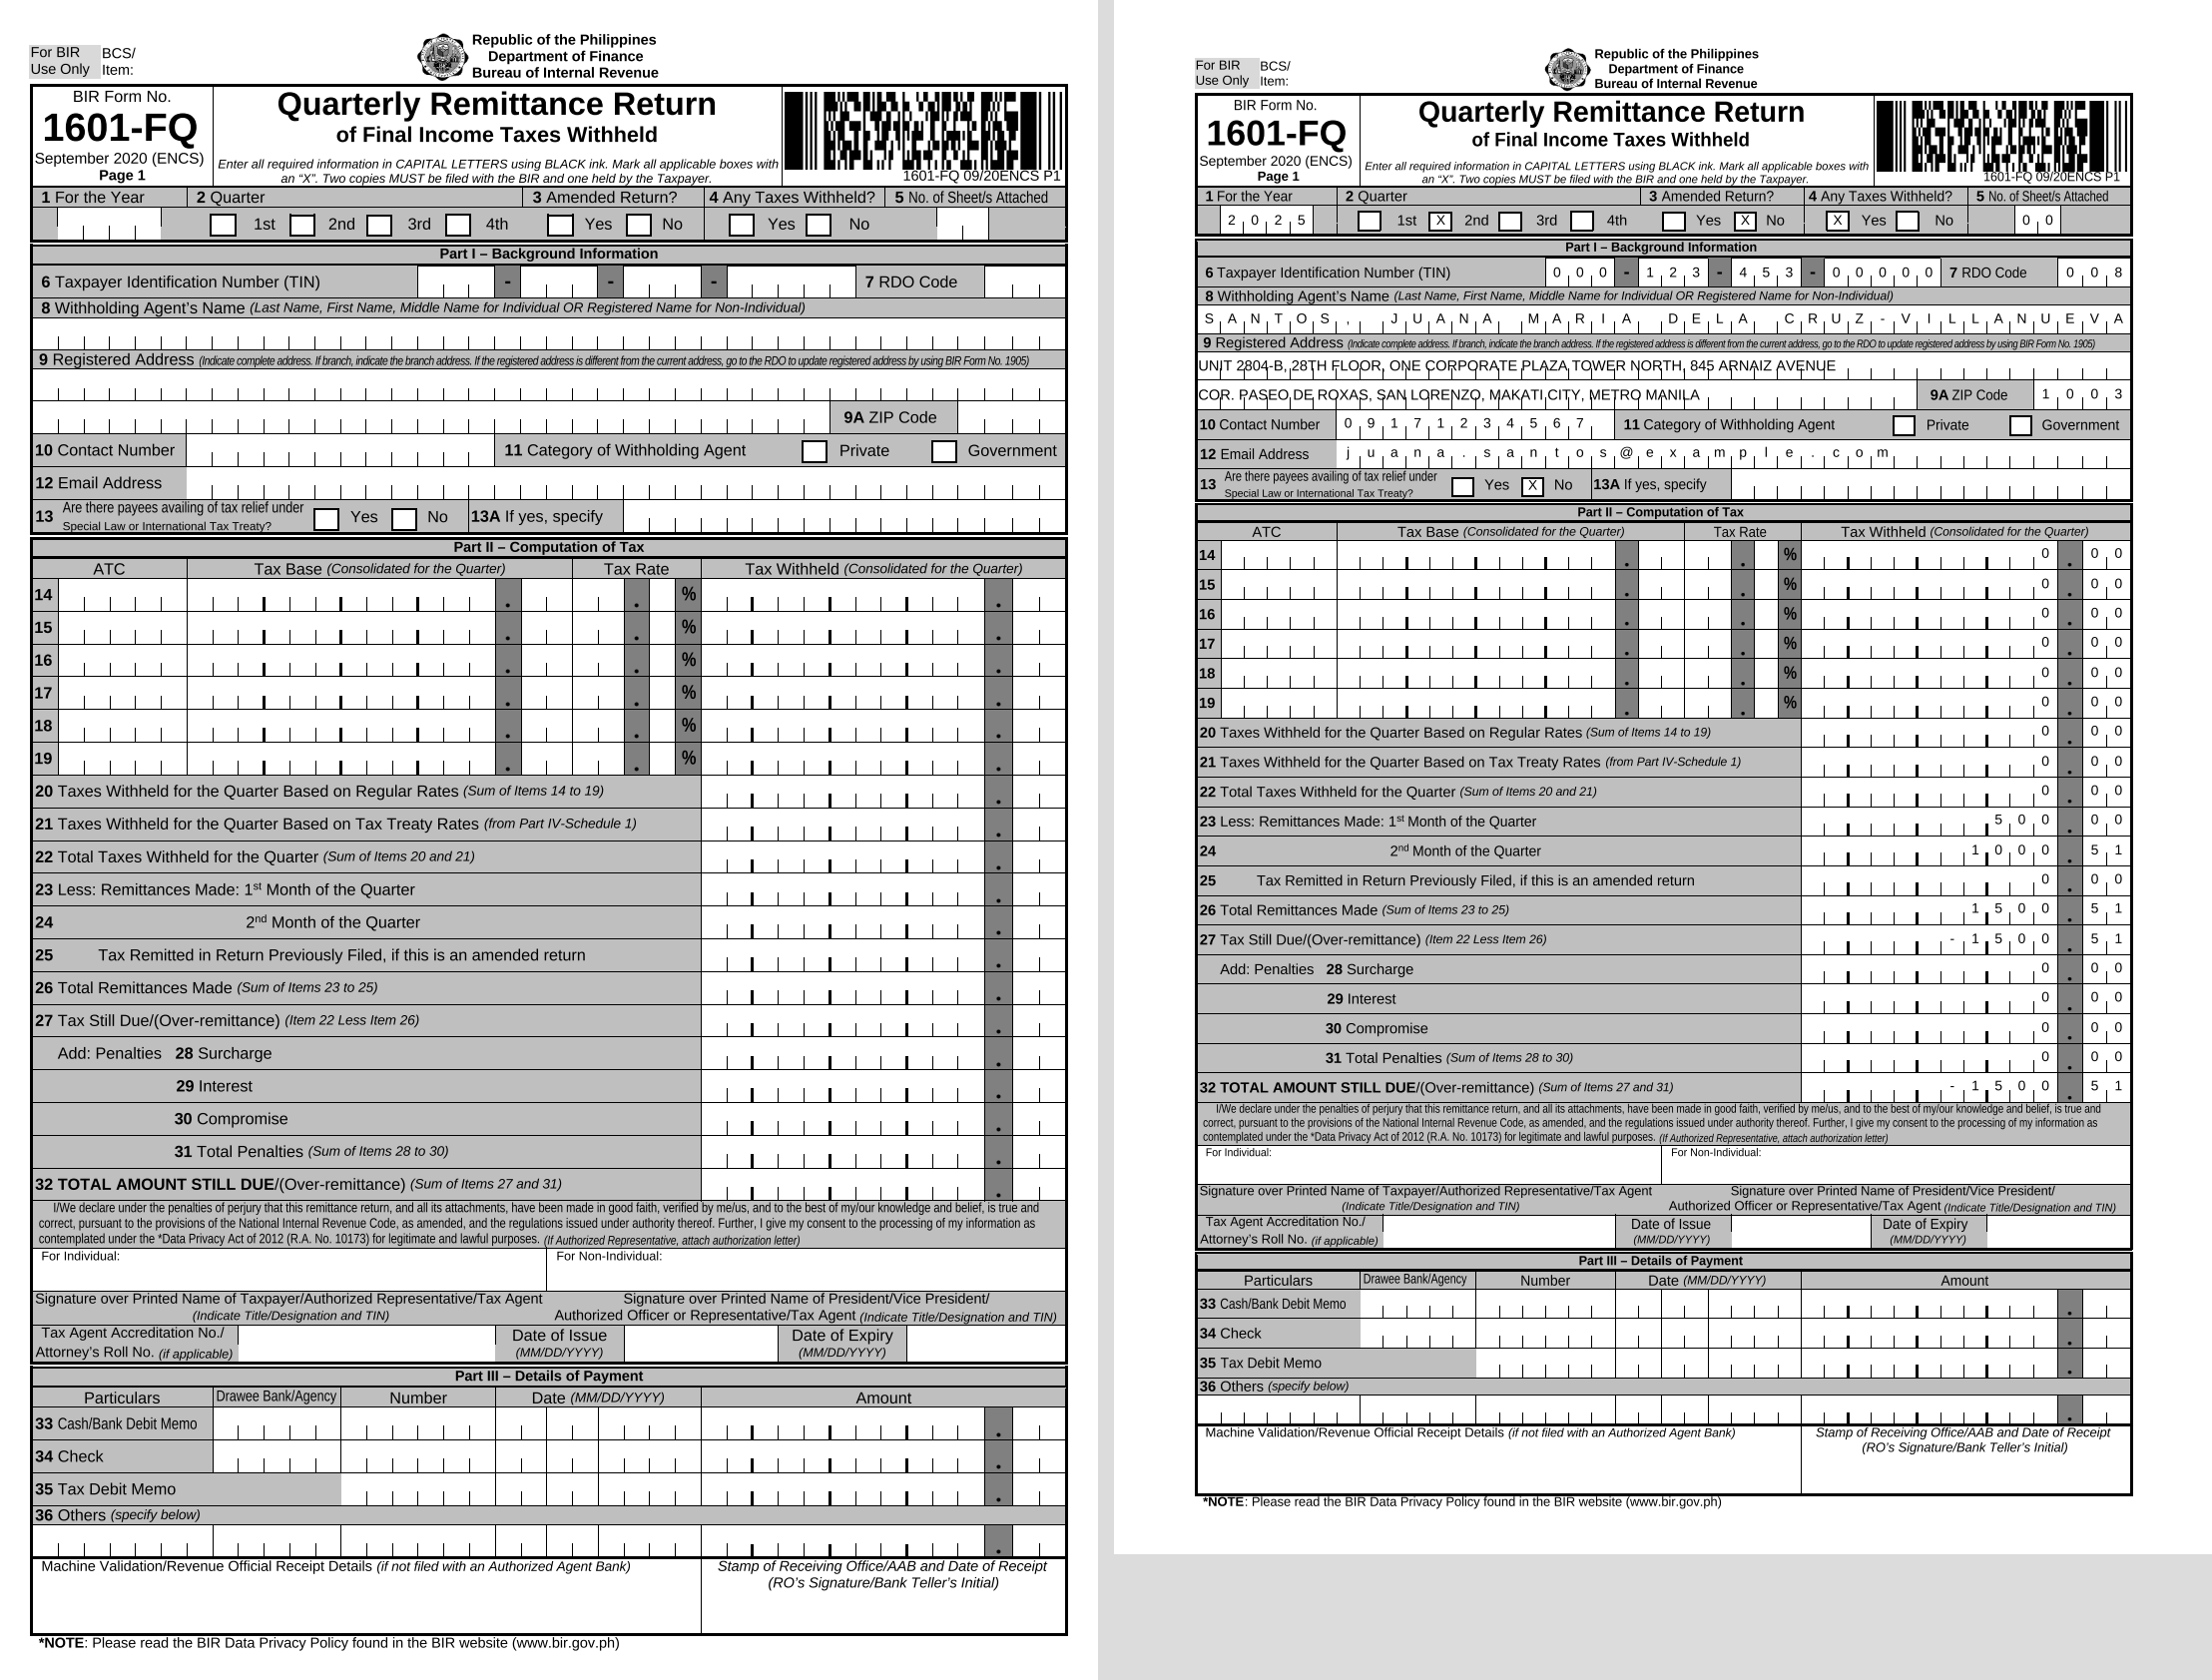 For BIR Use Only
BCS/ Item:
Republic of the Philippines
Department of Finance
Bureau of Internal Revenue
BIR Form No.
1601-FQ
September 2020 (ENCS)
Page 1
Quarterly Remittance Return
of Final Income Taxes Withheld
Enter all required information in CAPITAL LETTERS using BLACK ink. Mark all applicable boxes with
an “X”. Two copies MUST be filed with the BIR and one held by the Taxpayer.
1601-FQ 09/20ENCS P1
1 For the Year 2 Quarter 3 Amended Return? 4 Any Taxes Withheld? 5 No. of Sheet/s Attached
1st 2nd 3rd 4th Yes No Yes No
Part I – Background Information
6 Taxpayer Identification Number (TIN) - - - 7 RDO Code
8 Withholding Agent’s Name (Last Name, First Name, Middle Name for Individual OR Registered Name for Non-Individual)
9 Registered Address (Indicate complete address. If branch, indicate the branch address. If the registered address is different from the current address, go to the RDO to update registered address by using BIR Form No. 1905)
9A ZIP Code
10 Contact Number 11 Category of Withholding Agent Private Government
12 Email Address
13 Are there payees availing of tax relief under
Special Law or International Tax Treaty? Yes No 13A If yes, specify
Part II – Computation of Tax
ATC Tax Base (Consolidated for the Quarter) Tax Rate Tax Withheld (Consolidated for the Quarter)
14 . . % .
15 . . % .
16 . . % .
17 . . % .
18 . . % .
19 . . % .
20 Taxes Withheld for the Quarter Based on Regular Rates (Sum of Items 14 to 19) .
21 Taxes Withheld for the Quarter Based on Tax Treaty Rates (from Part IV-Schedule 1) .
22 Total Taxes Withheld for the Quarter (Sum of Items 20 and 21) .
23 Less: Remittances Made: 1st Month of the Quarter .
24 2nd Month of the Quarter .
25 Tax Remitted in Return Previously Filed, if this is an amended return .
26 Total Remittances Made (Sum of Items 23 to 25) .
27 Tax Still Due/(Over-remittance) (Item 22 Less Item 26) .
Add: Penalties 28 Surcharge .
29 Interest .
30 Compromise .
31 Total Penalties (Sum of Items 28 to 30) .
32 TOTAL AMOUNT STILL DUE/(Over-remittance) (Sum of Items 27 and 31) .
I/We declare under the penalties of perjury that this remittance return, and all its attachments, have been made in good faith, verified by me/us, and to the best of my/our knowledge and belief, is true and
correct, pursuant to the provisions of the National Internal Revenue Code, as amended, and the regulations issued under authority thereof. Further, I give my consent to the processing of my information as
contemplated under the *Data Privacy Act of 2012 (R.A. No. 10173) for legitimate and lawful purposes. (If Authorized Representative, attach authorization letter)
For Individual: For Non-Individual:
Signature over Printed Name of Taxpayer/Authorized Representative/Tax Agent
(Indicate Title/Designation and TIN)
Signature over Printed Name of President/Vice President/
Authorized Officer or Representative/Tax Agent (Indicate Title/Designation and TIN)
Tax Agent Accreditation No./
Attorney’s Roll No. (if applicable)
Date of Issue
(MM/DD/YYYY)
Date of Expiry
(MM/DD/YYYY)
Part III – Details of Payment
Particulars Drawee Bank/Agency Number Date (MM/DD/YYYY) Amount
33 Cash/Bank Debit Memo .
34 Check .
35 Tax Debit Memo .
36 Others (specify below)
.
Machine Validation/Revenue Official Receipt Details (if not filed with an Authorized Agent Bank)
Stamp of Receiving Office/AAB and Date of Receipt
(RO’s Signature/Bank Teller’s Initial)
*NOTE: Please read the BIR Data Privacy Policy found in the BIR website (www.bir.gov.ph)
For BIR Use Only
BCS/ Item:
Republic of the Philippines
Department of Finance
Bureau of Internal Revenue
BIR Form No.
1601-FQ
September 2020 (ENCS)
Page 1
Quarterly Remittance Return
of Final Income Taxes Withheld
Enter all required information in CAPITAL LETTERS using BLACK ink. Mark all applicable boxes with
an “X”. Two copies MUST be filed with the BIR and one held by the Taxpayer.
1601-FQ 09/20ENCS P1
1 For the Year 2 Quarter 3 Amended Return? 4 Any Taxes Withheld? 5 No. of Sheet/s Attached
2 0 2 5 1st X 2nd 3rd 4th Yes X No X Yes No 0 0
Part I – Background Information
6 Taxpayer Identification Number (TIN) 0 0 0 - 1 2 3 - 4 5 3 - 0 0 0 0 0 7 RDO Code 0 0 8
8 Withholding Agent’s Name (Last Name, First Name, Middle Name for Individual OR Registered Name for Non-Individual)
SANTOS, JUANA MARIA DELA CRUZ-VILLANUEVA
9 Registered Address (Indicate complete address. If branch, indicate the branch address. If the registered address is different from the current address, go to the RDO to update registered address by using BIR Form No. 1905)
UNIT 2804-B, 28TH FLOOR, ONE CORPORATE PLAZA TOWER NORTH, 845 ARNAIZ AVENUE
COR. PASEO DE ROXAS, SAN LORENZO, MAKATI CITY, METRO MANILA 9A ZIP Code 1 0 0 3
10 Contact Number 0 9 1 7 1 2 3 4 5 6 7 11 Category of Withholding Agent Private Government
12 Email Address juana.santos@example.com
13 Are there payees availing of tax relief under
Special Law or International Tax Treaty? Yes X No 13A If yes, specify
Part II – Computation of Tax
ATC Tax Base (Consolidated for the Quarter) Tax Rate Tax Withheld (Consolidated for the Quarter)
14 . . % 0 . 0 0
15 . . % 0 . 0 0
16 . . % 0 . 0 0
17 . . % 0 . 0 0
18 . . % 0 . 0 0
19 . . % 0 . 0 0
20 Taxes Withheld for the Quarter Based on Regular Rates (Sum of Items 14 to 19) 0 . 0 0
21 Taxes Withheld for the Quarter Based on Tax Treaty Rates (from Part IV-Schedule 1) 0 . 0 0
22 Total Taxes Withheld for the Quarter (Sum of Items 20 and 21) 0 . 0 0
23 Less: Remittances Made: 1st Month of the Quarter 5 0 0 . 0 0
24 2nd Month of the Quarter 1 0 0 0 . 5 1
25 Tax Remitted in Return Previously Filed, if this is an amended return 0 . 0 0
26 Total Remittances Made (Sum of Items 23 to 25) 1 5 0 0 . 5 1
27 Tax Still Due/(Over-remittance) (Item 22 Less Item 26) - 1 5 0 0 . 5 1
Add: Penalties 28 Surcharge 0 . 0 0
29 Interest 0 . 0 0
30 Compromise 0 . 0 0
31 Total Penalties (Sum of Items 28 to 30) 0 . 0 0
32 TOTAL AMOUNT STILL DUE/(Over-remittance) (Sum of Items 27 and 31) - 1 5 0 0 . 5 1
I/We declare under the penalties of perjury that this remittance return, and all its attachments, have been made in good faith, verified by me/us, and to the best of my/our knowledge and belief, is true and
correct, pursuant to the provisions of the National Internal Revenue Code, as amended, and the regulations issued under authority thereof. Further, I give my consent to the processing of my information as
contemplated under the *Data Privacy Act of 2012 (R.A. No. 10173) for legitimate and lawful purposes. (If Authorized Representative, attach authorization letter)
For Individual: For Non-Individual:
Signature over Printed Name of Taxpayer/Authorized Representative/Tax Agent
(Indicate Title/Designation and TIN)
Signature over Printed Name of President/Vice President/
Authorized Officer or Representative/Tax Agent (Indicate Title/Designation and TIN)
Tax Agent Accreditation No./
Attorney’s Roll No. (if applicable)
Date of Issue
(MM/DD/YYYY)
Date of Expiry
(MM/DD/YYYY)
Part III – Details of Payment
Particulars Drawee Bank/Agency Number Date (MM/DD/YYYY) Amount
33 Cash/Bank Debit Memo .
34 Check .
35 Tax Debit Memo .
36 Others (specify below)
.
Machine Validation/Revenue Official Receipt Details (if not filed with an Authorized Agent Bank)
Stamp of Receiving Office/AAB and Date of Receipt
(RO’s Signature/Bank Teller’s Initial)
*NOTE: Please read the BIR Data Privacy Policy found in the BIR website (www.bir.gov.ph)